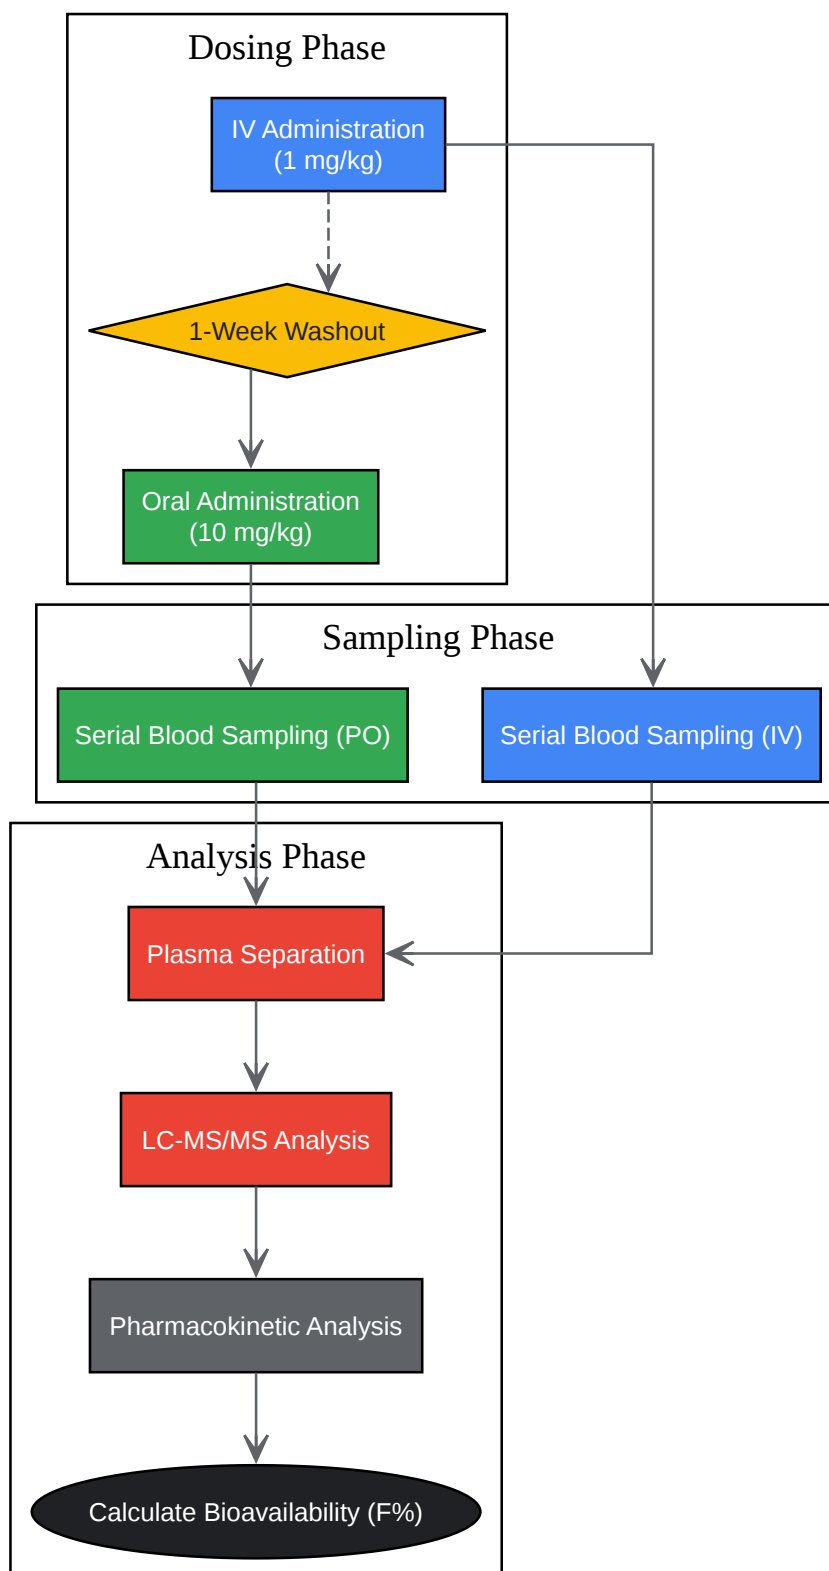 Dosing Phase
IV Administration
(1 mg/kg)
1-Week Washout
Oral Administration
(10 mg/kg)
Sampling Phase
Serial Blood Sampling (PO)
Serial Blood Sampling (IV)
Analysis Phase
Plasma Separation
LC-MS/MS Analysis
Pharmacokinetic Analysis
Calculate Bioavailability (F%)